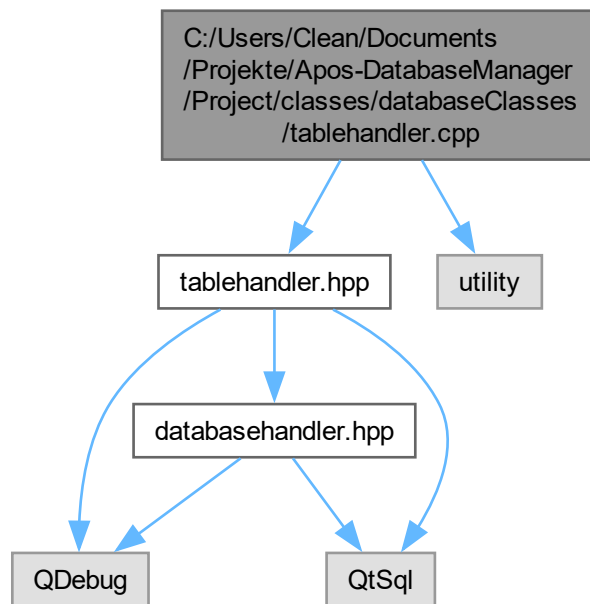 C:/Users/Clean/Documents
/Projekte/Apos-DatabaseManager
/Project/classes/databaseClasses
/tablehandler.cpp
tablehandler.hpp
utility
databasehandler.hpp
QDebug
QtSql